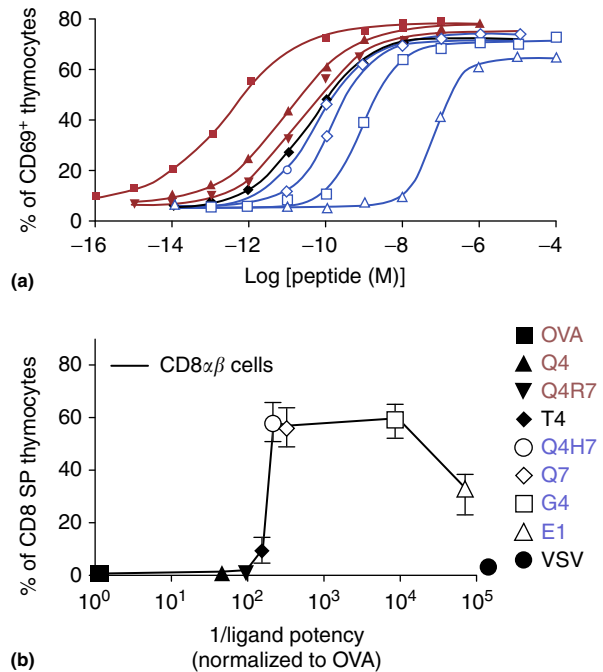 % of CD69⁺ thymocytes
80
60
40
20
0
−16 −14 −12 −10 −8 −6 −4
Log [peptide (M)]
(a)
% of CD8 SP thymocytes
80
60
40
20
0
CD8αβ cells
10⁰ 10¹ 10² 10³ 10⁴ 10⁵
1/ligand potency
(normalized to OVA)
(b)
OVA
Q4
Q4R7
T4
Q4H7
Q7
G4
E1
VSV